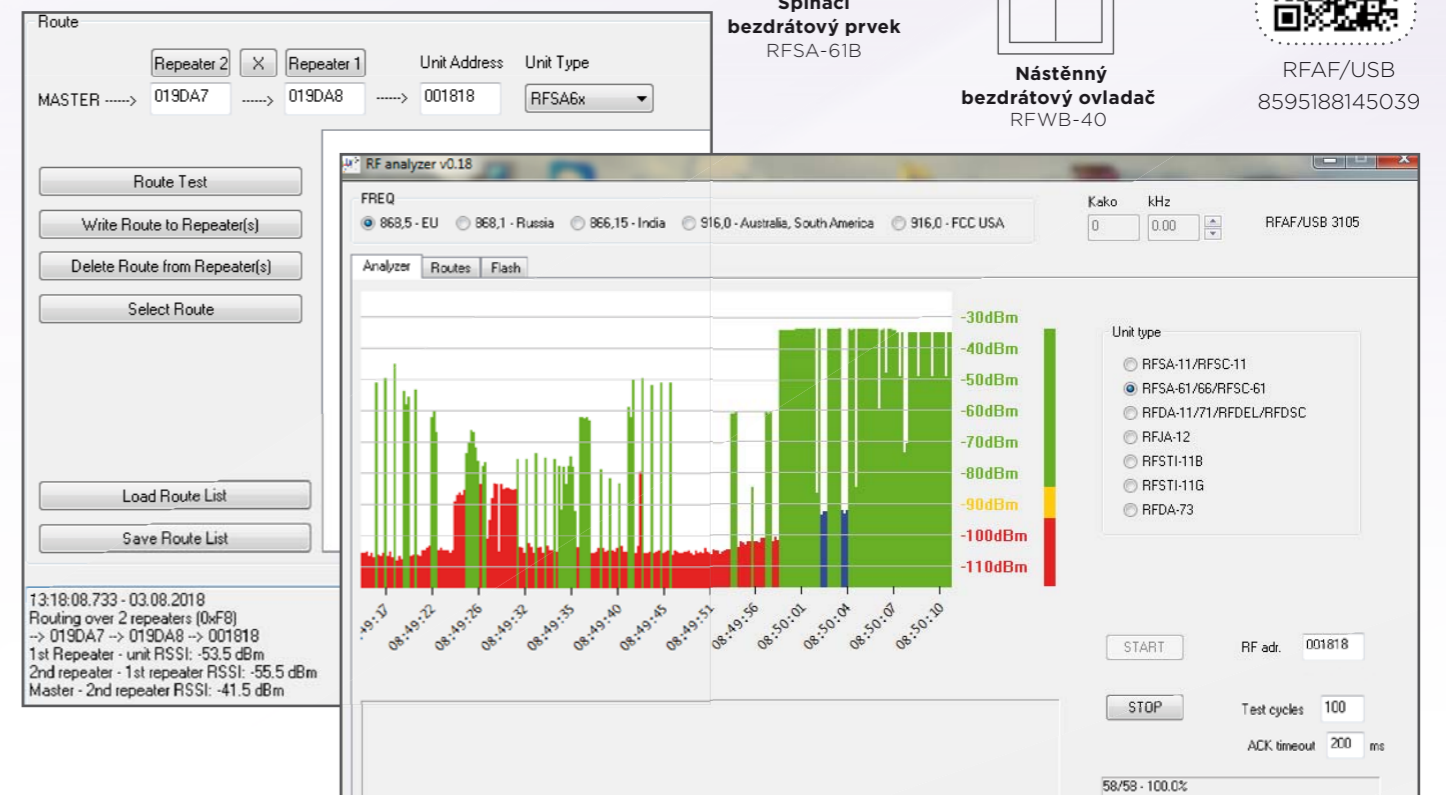 Spínací
bezdrátový prvek
RFSA-61B
Nástěnný
bezdrátový ovladač
RFWB-40
RFAF/USB
8595188145039
Route
Repeater 2 X Repeater 1 Unit Address Unit Type
MASTER -----> 019DA7 -----> 019DA8 -----> 001818 RFSA6x
Route Test
Write Route to Repeater(s)
Delete Route from Repeater(s)
Select Route
Load Route List
Save Route List
13:18:08.733 - 03.08.2018
Routing over 2 repeaters (0xF8)
--> 019DA7 --> 019DA8 --> 001818
1st Repeater - unit RSSI: -53.5 dBm
2nd repeater - 1st repeater RSSI: -55.5 dBm
Master - 2nd repeater RSSI: -41.5 dBm
RF analyzer v0.18
FREQ
868,5 - EU 868,1 - Russia 866,15 - India 916,0 - Australia, South America 916,0 - FCC USA
Kako kHz
0 0.00
RFAF/USB 3105
Analyzer Routes Flash
-30dBm
-40dBm
-50dBm
-60dBm
-70dBm
-80dBm
-90dBm
-100dBm
-110dBm
:49:17 08:49:22 08:49:26 08:49:32 08:49:35 08:49:40 08:49:45 08:49:51 08:49:56 08:50:01 08:50:04 08:50:07 08:50:10
Unit type
RFSA-11/RFSC-11
RFSA-61/66/RFSC-61
RFDA-11/71/RFDEL/RFDSC
RFJA-12
RFSTI-11B
RFSTI-11G
RFDA-73
START RF adr. 001818
STOP Test cycles 100
ACK timeout 200 ms
58/58 - 100.0%